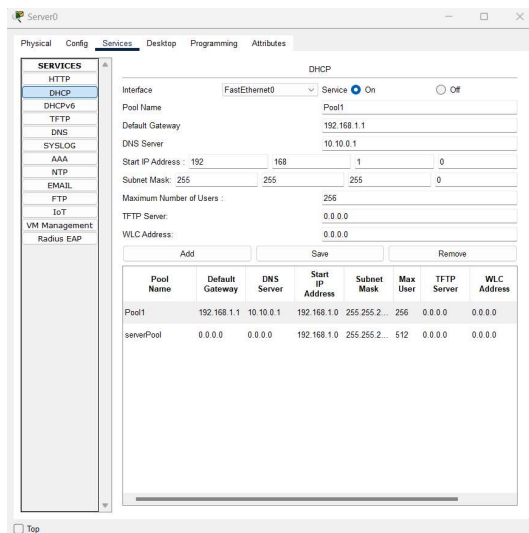 Server0
Physical Config Services Desktop Programming Attributes
SERVICES
HTTP
DHCP
DHCPv6
TFTP
DNS
SYSLOG
AAA
NTP
EMAIL
FTP
IoT
VM Management
Radius EAP
DHCP
Interface FastEthernet0 Service On Off
Pool Name Pool1
Default Gateway 192.168.1.1
DNS Server 10.10.0.1
Start IP Address : 192 168 1 0
Subnet Mask: 255 255 255 0
Maximum Number of Users : 256
TFTP Server: 0.0.0.0
WLC Address: 0.0.0.0
Add Save Remove
Pool Name Default Gateway DNS Server Start IP Address Subnet Mask Max User TFTP Server WLC Address
Pool1 192.168.1.1 10.10.0.1 192.168.1.0 255.255.2... 256 0.0.0.0 0.0.0.0
serverPool 0.0.0.0 0.0.0.0 192.168.1.0 255.255.2... 512 0.0.0.0 0.0.0.0
Top